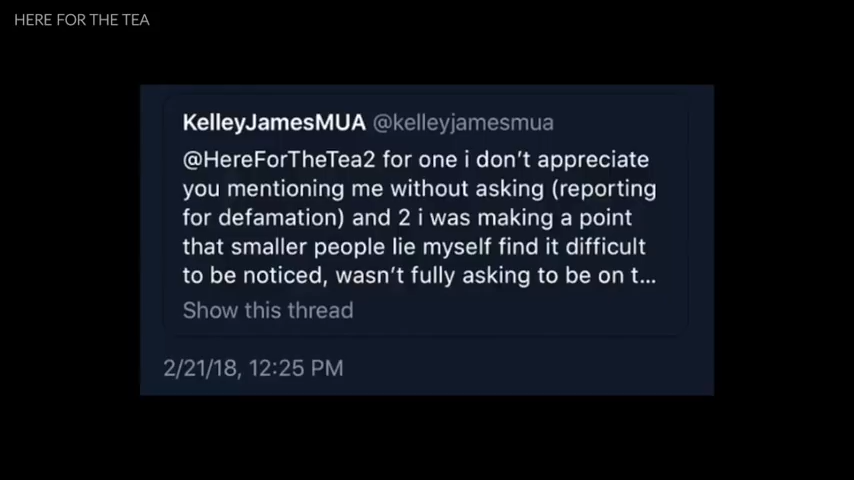 HERE FOR THE TEA
KelleyJamesMUA @kelleyjamesmua
@HereForTheTea2 for one i don't appreciate
you mentioning me without asking (reporting
for defamation) and 2 i was making a point
that smaller people lie myself find it difficult
to be noticed, wasn't fully asking to be on t...
Show this thread
2/21/18, 12:25 PM